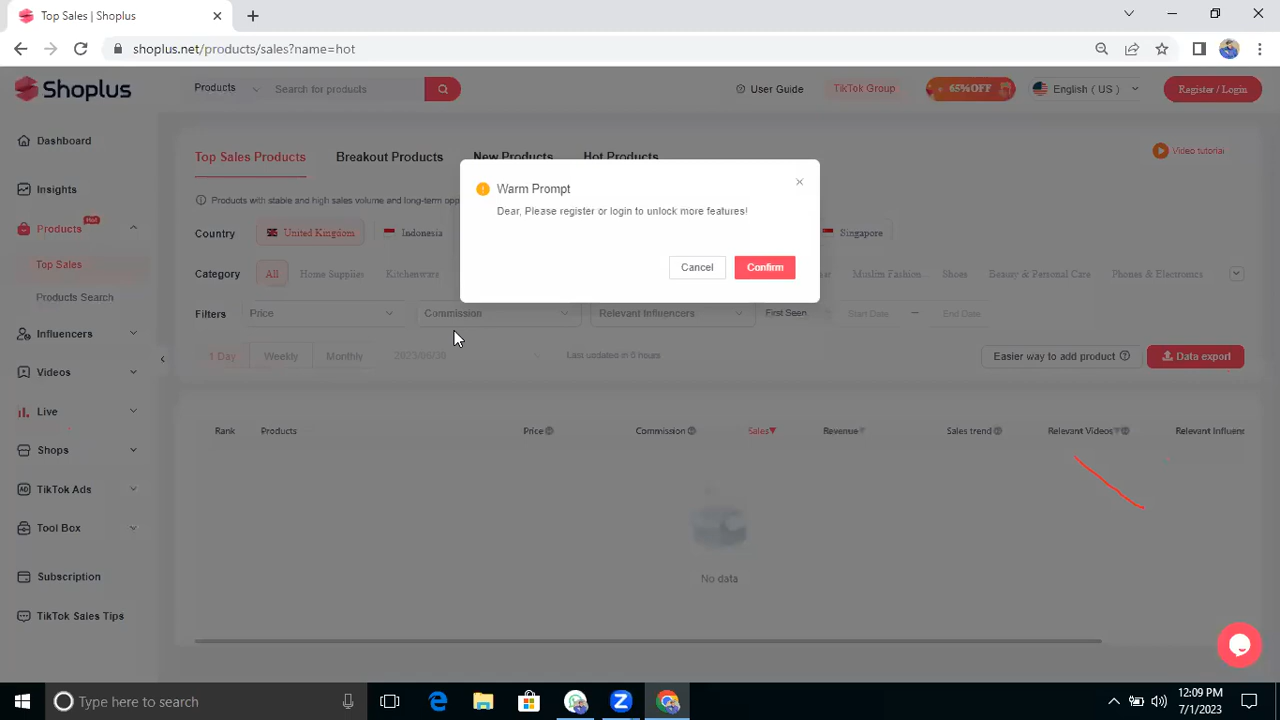 Top Sales | Shoplus
shoplus.net/products/sales?name=hot
Shoplus
Products
Search for products
User Guide
TikTok Group
65%OFF
English ( US )
Register / Login
Dashboard
Insights
Products
Hot
Top Sales
Products Search
Influencers
Videos
Live
Shops
TikTok Ads
Tool Box
Subscription
TikTok Sales Tips
Top Sales Products
Breakout Products
New Products
Hot Products
Video tutorial
Products with stable and high sales volume and long-term
Warm Prompt
Dear, Please register or login to unlock more features!
Cancel
Confirm
Country
United Kingdom
Indonesia
Singapore
Category
All
Home Supplies
Kitchenware
Muslim Fashion
Shoes
Beauty & Personal Care
Phones & Electronics
Filters
Price
Commission
Relevant Influencers
First Seen
Start Date
End Date
1 Day
Weekly
Monthly
2023/06/30
Last updated in 6 hours
Easier way to add product
Data export
Rank
Products
Price
Commission
Sales
Revenue
Sales trend
Relevant Videos
Relevant Influen
No data
Type here to search
12:09 PM
7/1/2023